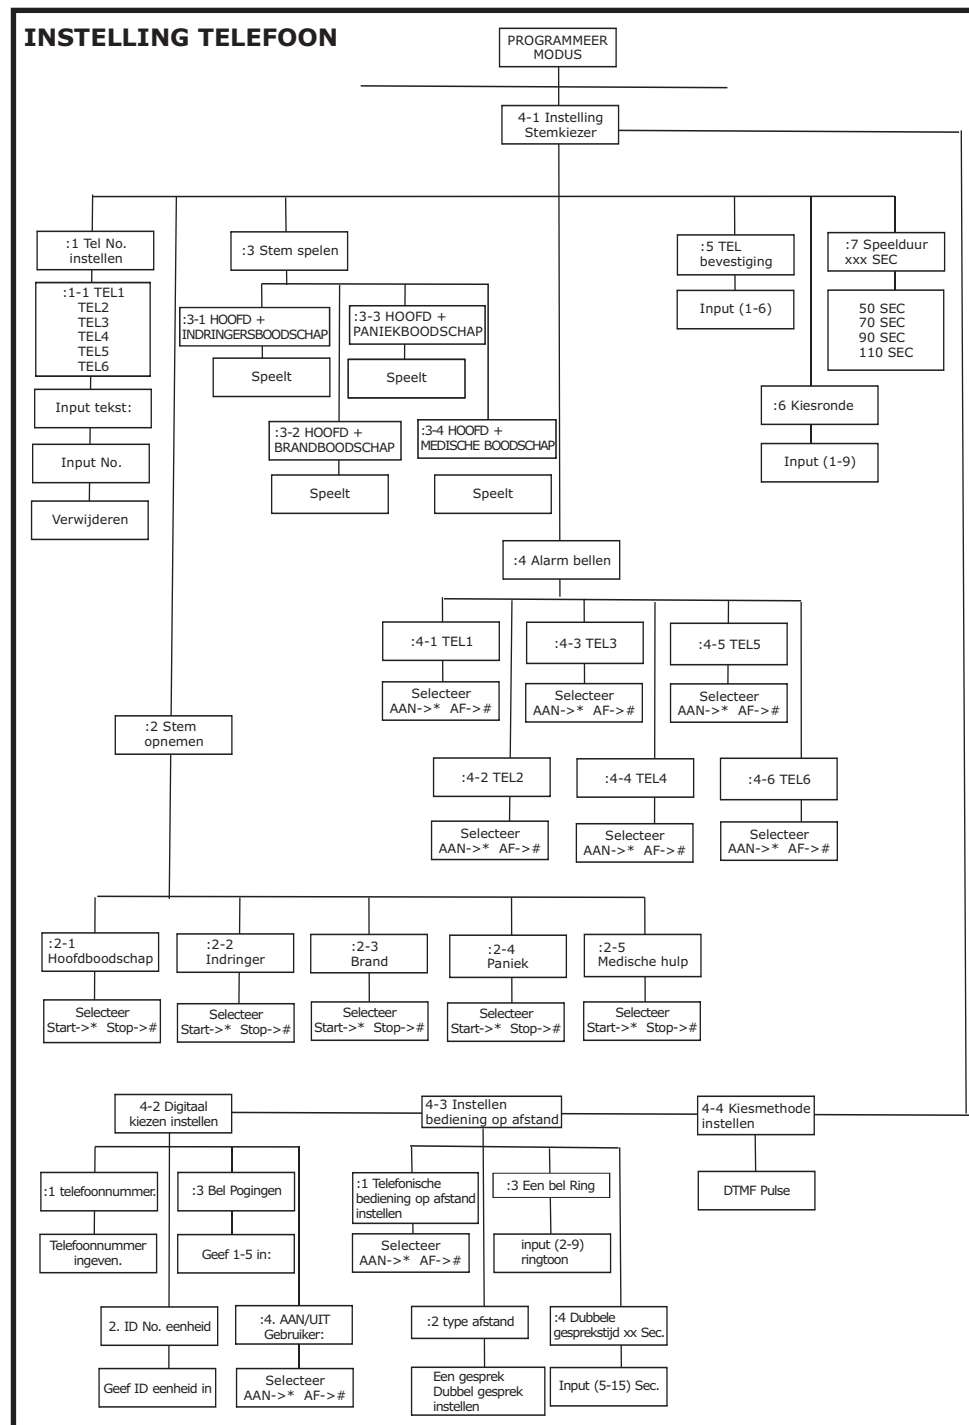 INSTELLING TELEFOON
PROGRAMMEER
MODUS
4-1 Instelling
Stemkiezer
:1 Tel No.
instellen
:1-1 TEL1
TEL2
TEL3
TEL4
TEL5
TEL6
Input tekst:
Input No.
Verwijderen
:3 Stem spelen
:3-1 HOOFD +
INDRINGERSBOODSCHAP
Speelt
:3-3 HOOFD +
PANIEKBOODSCHAP
Speelt
:3-2 HOOFD +
BRANDBOODSCHAP
Speelt
:3-4 HOOFD +
MEDISCHE BOODSCHAP
Speelt
:5 TEL
bevestiging
Input (1-6)
:7 Speelduur
xxx SEC
50 SEC
70 SEC
90 SEC
110 SEC
:6 Kiesronde
Input (1-9)
:4 Alarm bellen
:4-1 TEL1
Selecteer
AAN->* AF->#
:4-3 TEL3
Selecteer
AAN->* AF->#
:4-5 TEL5
Selecteer
AAN->* AF->#
:4-2 TEL2
Selecteer
AAN->* AF->#
:4-4 TEL4
Selecteer
AAN->* AF->#
:4-6 TEL6
Selecteer
AAN->* AF->#
:2 Stem
opnemen
:2-1
Hoofdboodschap
Selecteer
Start->* Stop->#
:2-2
Indringer
Selecteer
Start->* Stop->#
:2-3
Brand
Selecteer
Start->* Stop->#
:2-4
Paniek
Selecteer
Start->* Stop->#
:2-5
Medische hulp
Selecteer
Start->* Stop->#
4-2 Digitaal
kiezen instellen
:1 telefoonnummer.
Telefoonnummer
ingeven.
:3 Bel Pogingen
Geef 1-5 in:
2. ID No. eenheid
Geef ID eenheid in
:4. AAN/UIT
Gebruiker:
Selecteer
AAN->* AF->#
4-3 Instellen
bediening op afstand
:1 Telefonische
bediening op afstand
instellen
Selecteer
AAN->* AF->#
:3 Een bel Ring
input (2-9)
ringtoon
:2 type afstand
Een gesprek
Dubbel gesprek
instellen
:4 Dubbele
gesprekstijd xx Sec.
Input (5-15) Sec.
4-4 Kiesmethode
instellen
DTMF Pulse